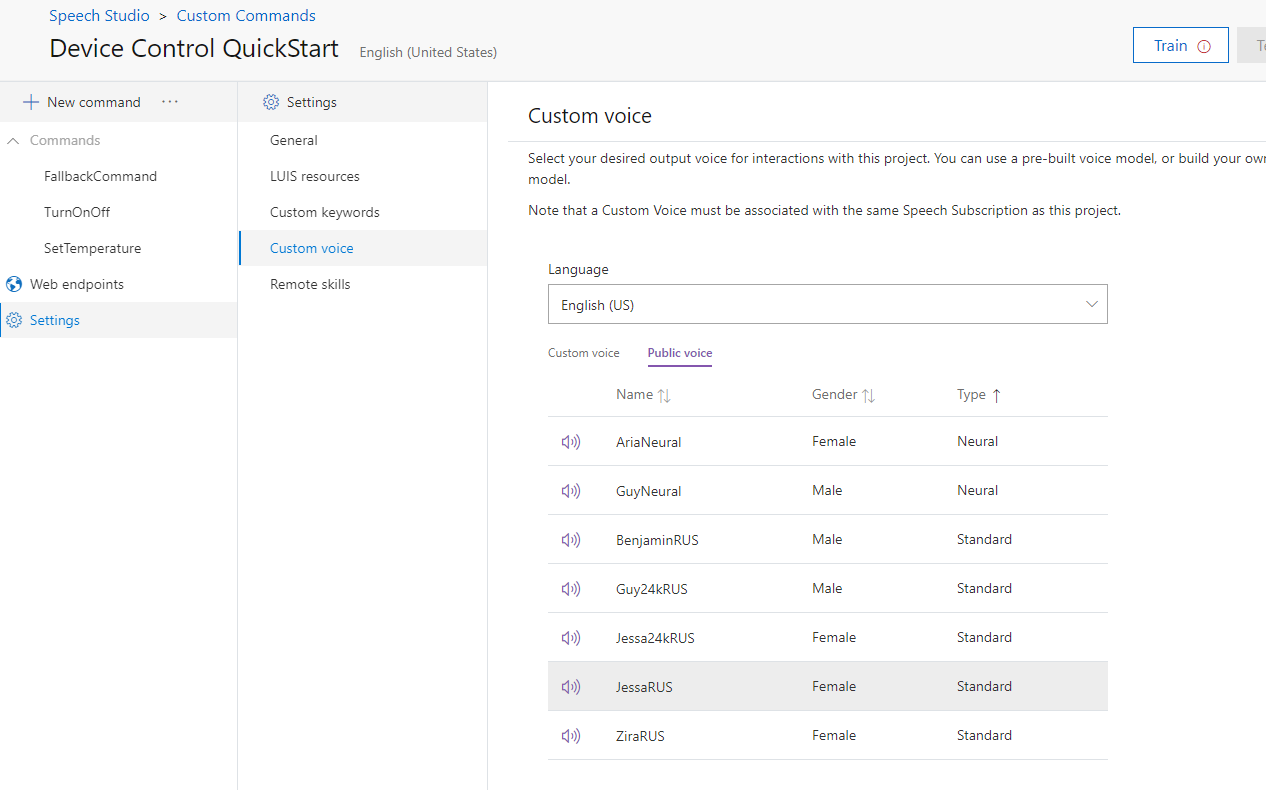 Speech Studio > Custom Commands
Device Control QuickStart English (United States)
Train
New command ...
Commands
FallbackCommand
TurnOnOff
SetTemperature
Web endpoints
Settings
Settings
General
LUIS resources
Custom keywords
Custom voice
Remote skills
Custom voice
Select your desired output voice for interactions with this project. You can use a pre-built voice model, or build your own
model.
Note that a Custom Voice must be associated with the same Speech Subscription as this project.
Language
English (US)
Custom voice Public voice
Name Gender Type
AriaNeural Female Neural
GuyNeural Male Neural
BenjaminRUS Male Standard
Guy24kRUS Male Standard
Jessa24kRUS Female Standard
JessaRUS Female Standard
ZiraRUS Female Standard